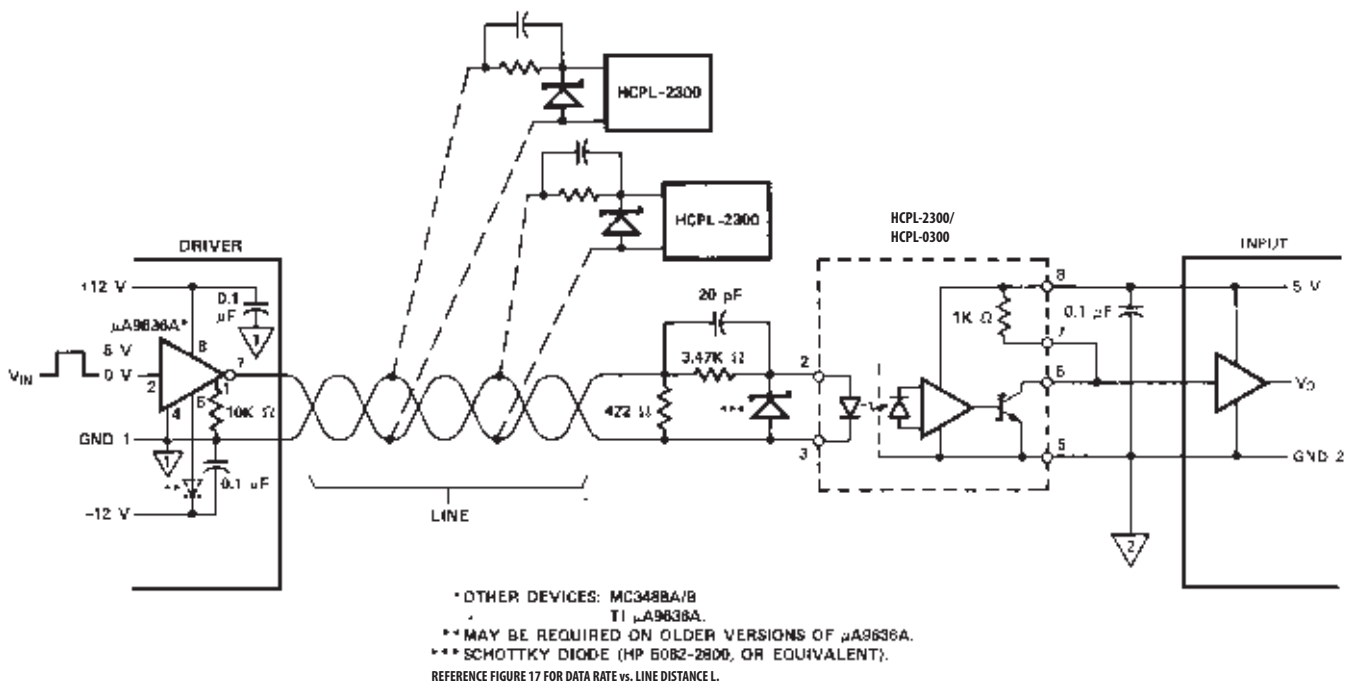 HCPL-2300
HCPL-2300
HCPL-2300/
HCPL-0300
DRIVER
INPUT
+12 V
0.1
µF
1
µA9636A*
8
5 V
VIN
0 V
2
7
1
4
6
10K Ω
GND 1
1
**
0.1 µF
-12 V
LINE
20 pF
3.47K Ω
422 Ω
***
2
3
8
1K Ω
7
6
5
0.1 µF
2
5 V
VO
GND 2
* OTHER DEVICES: MC3488A/B
TI µA9636A.
** MAY BE REQUIRED ON OLDER VERSIONS OF µA9636A.
*** SCHOTTKY DIODE (HP 5082-2800, OR EQUIVALENT).
REFERENCE FIGURE 17 FOR DATA RATE vs. LINE DISTANCE L.